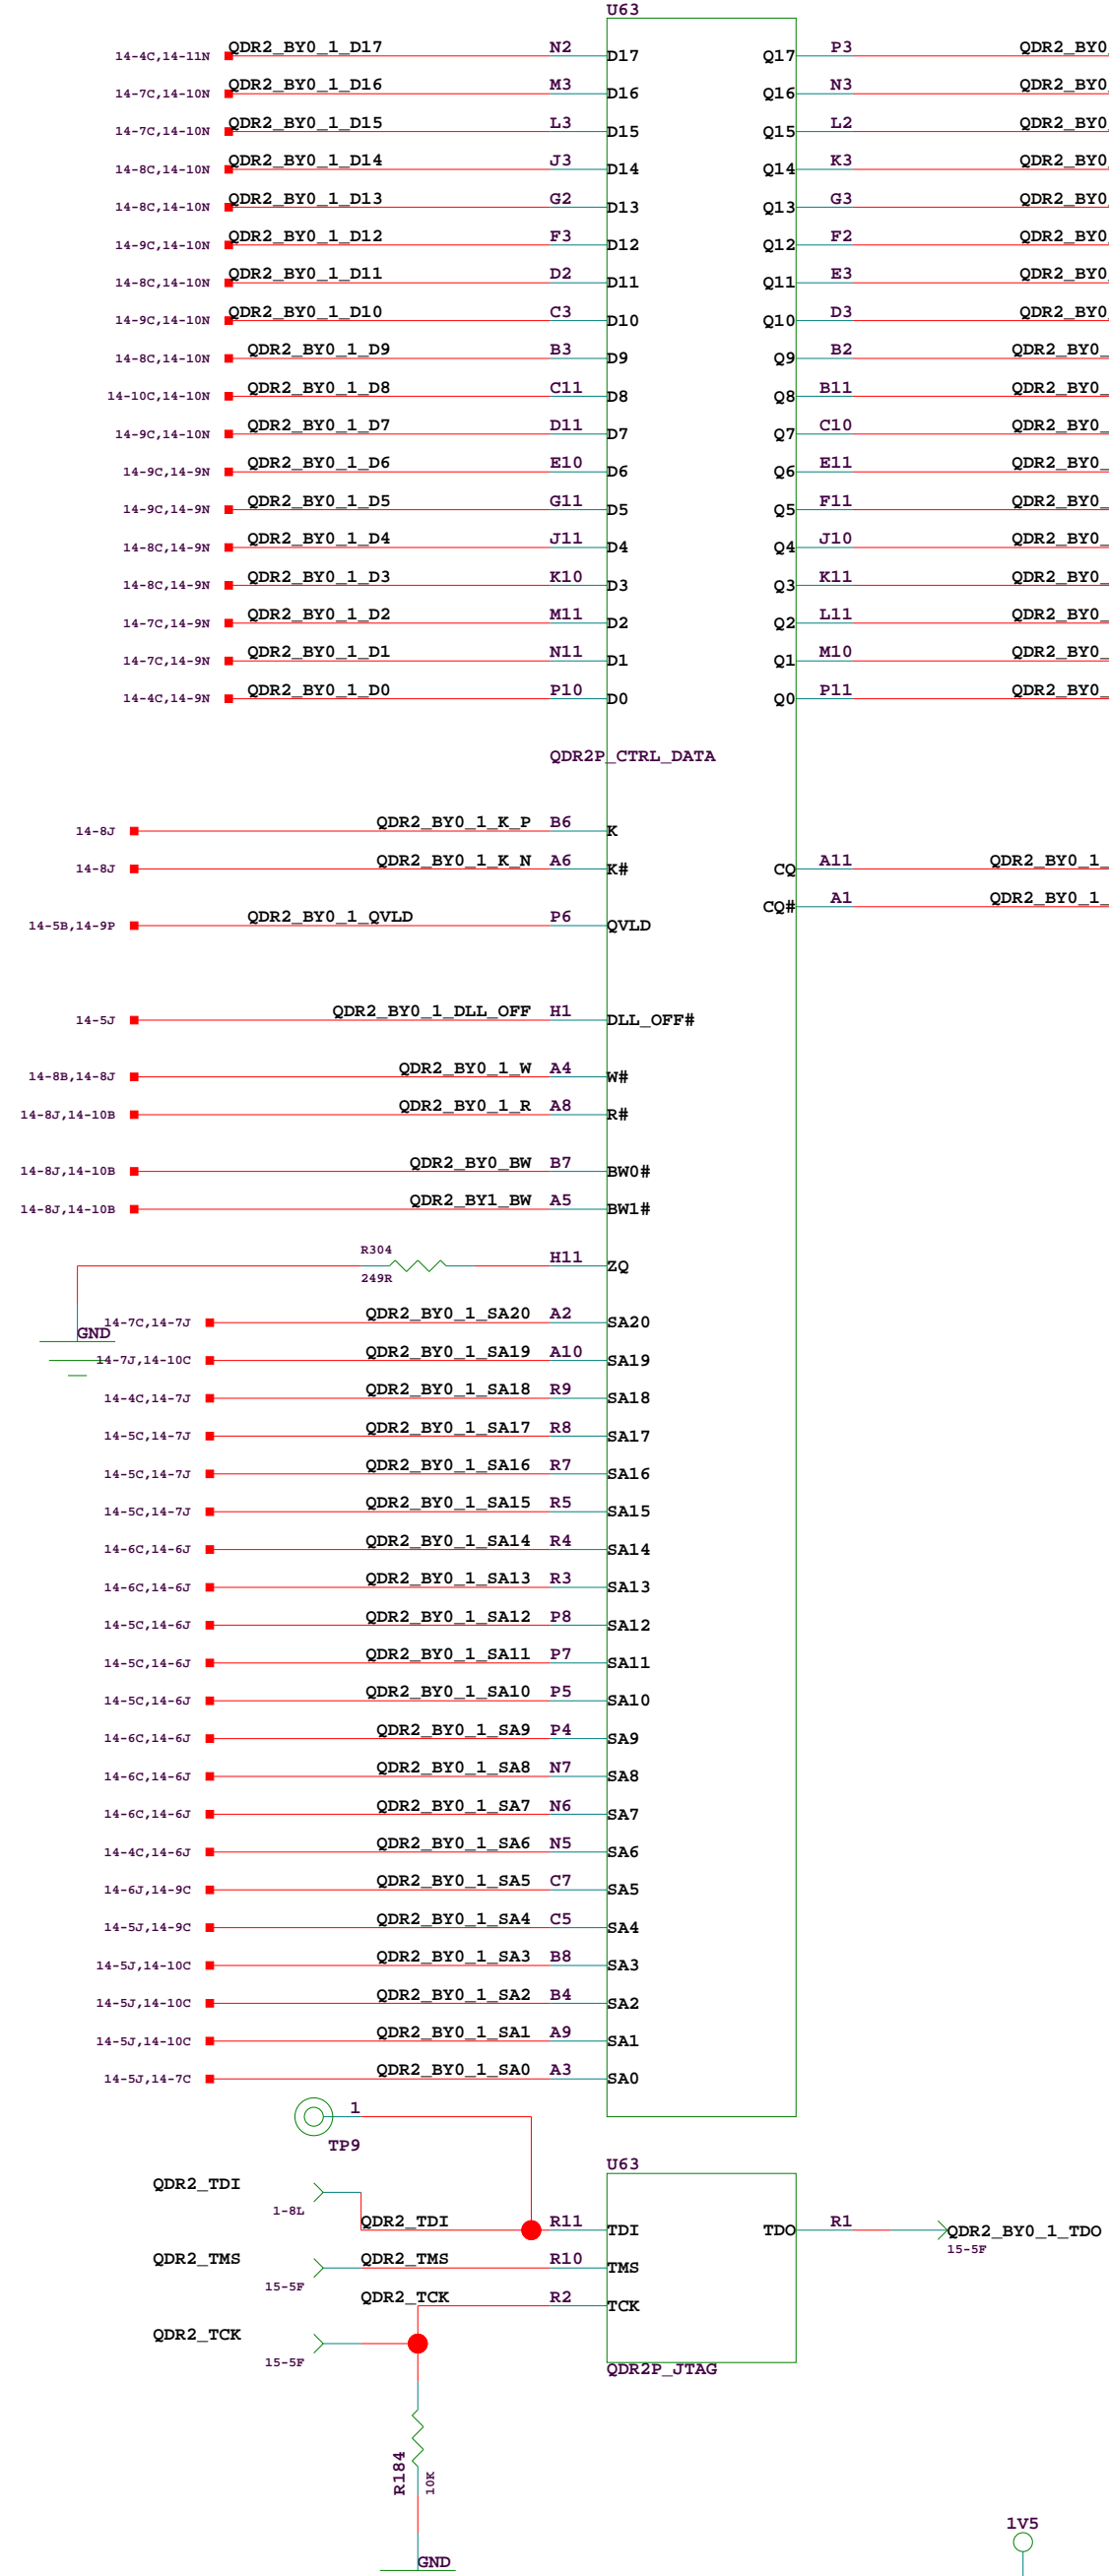 U63
14-4C,14-11N QDR2_BY0_1_D17 N2 D17 Q17 P3 QDR2_BY0_
14-7C,14-10N QDR2_BY0_1_D16 M3 D16 Q16 N3 QDR2_BY0_
14-7C,14-10N QDR2_BY0_1_D15 L3 D15 Q15 L2 QDR2_BY0_
14-8C,14-10N QDR2_BY0_1_D14 J3 D14 Q14 K3 QDR2_BY0_
14-8C,14-10N QDR2_BY0_1_D13 G2 D13 Q13 G3 QDR2_BY0_
14-9C,14-10N QDR2_BY0_1_D12 F3 D12 Q12 F2 QDR2_BY0_
14-8C,14-10N QDR2_BY0_1_D11 D2 D11 Q11 E3 QDR2_BY0_
14-9C,14-10N QDR2_BY0_1_D10 C3 D10 Q10 D3 QDR2_BY0_
14-8C,14-10N QDR2_BY0_1_D9 B3 D9 Q9 B2 QDR2_BY0_
14-10C,14-10N QDR2_BY0_1_D8 C11 D8 Q8 B11 QDR2_BY0_
14-9C,14-10N QDR2_BY0_1_D7 D11 D7 Q7 C10 QDR2_BY0_
14-9C,14-9N QDR2_BY0_1_D6 E10 D6 Q6 E11 QDR2_BY0_
14-9C,14-9N QDR2_BY0_1_D5 G11 D5 Q5 F11 QDR2_BY0_
14-8C,14-9N QDR2_BY0_1_D4 J11 D4 Q4 J10 QDR2_BY0_
14-8C,14-9N QDR2_BY0_1_D3 K10 D3 Q3 K11 QDR2_BY0_
14-7C,14-9N QDR2_BY0_1_D2 M11 D2 Q2 L11 QDR2_BY0_
14-7C,14-9N QDR2_BY0_1_D1 N11 D1 Q1 M10 QDR2_BY0_
14-4C,14-9N QDR2_BY0_1_D0 P10 D0 Q0 P11 QDR2_BY0_
QDR2P_CTRL_DATA
14-8J QDR2_BY0_1_K_P B6 K
14-8J QDR2_BY0_1_K_N A6 K# CQ A11 QDR2_BY0_1_
CQ# A1 QDR2_BY0_1_
14-5B,14-9P QDR2_BY0_1_QVLD P6 QVLD
14-5J QDR2_BY0_1_DLL_OFF H1 DLL_OFF#
14-8B,14-8J QDR2_BY0_1_W A4 W#
14-8J,14-10B QDR2_BY0_1_R A8 R#
14-8J,14-10B QDR2_BY0_BW B7 BW0#
14-8J,14-10B QDR2_BY1_BW A5 BW1#
R304
249R H11 ZQ
14-7C,14-7J QDR2_BY0_1_SA20 A2 SA20
GND
14-7J,14-10C QDR2_BY0_1_SA19 A10 SA19
14-4C,14-7J QDR2_BY0_1_SA18 R9 SA18
14-5C,14-7J QDR2_BY0_1_SA17 R8 SA17
14-5C,14-7J QDR2_BY0_1_SA16 R7 SA16
14-5C,14-7J QDR2_BY0_1_SA15 R5 SA15
14-6C,14-6J QDR2_BY0_1_SA14 R4 SA14
14-6C,14-6J QDR2_BY0_1_SA13 R3 SA13
14-5C,14-6J QDR2_BY0_1_SA12 P8 SA12
14-5C,14-6J QDR2_BY0_1_SA11 P7 SA11
14-5C,14-6J QDR2_BY0_1_SA10 P5 SA10
14-6C,14-6J QDR2_BY0_1_SA9 P4 SA9
14-6C,14-6J QDR2_BY0_1_SA8 N7 SA8
14-6C,14-6J QDR2_BY0_1_SA7 N6 SA7
14-4C,14-6J QDR2_BY0_1_SA6 N5 SA6
14-6J,14-9C QDR2_BY0_1_SA5 C7 SA5
14-5J,14-9C QDR2_BY0_1_SA4 C5 SA4
14-5J,14-10C QDR2_BY0_1_SA3 B8 SA3
14-5J,14-10C QDR2_BY0_1_SA2 B4 SA2
14-5J,14-10C QDR2_BY0_1_SA1 A9 SA1
14-5J,14-7C QDR2_BY0_1_SA0 A3 SA0
1
TP9
U63
QDR2_TDI
1-8L
QDR2_TDI R11 TDI TDO R1 QDR2_BY0_1_TDO
15-5F
QDR2_TMS QDR2_TMS R10 TMS
15-5F
QDR2_TCK R2 TCK
QDR2_TCK
15-5F
QDR2P_JTAG
R184
10K
1V5
GND